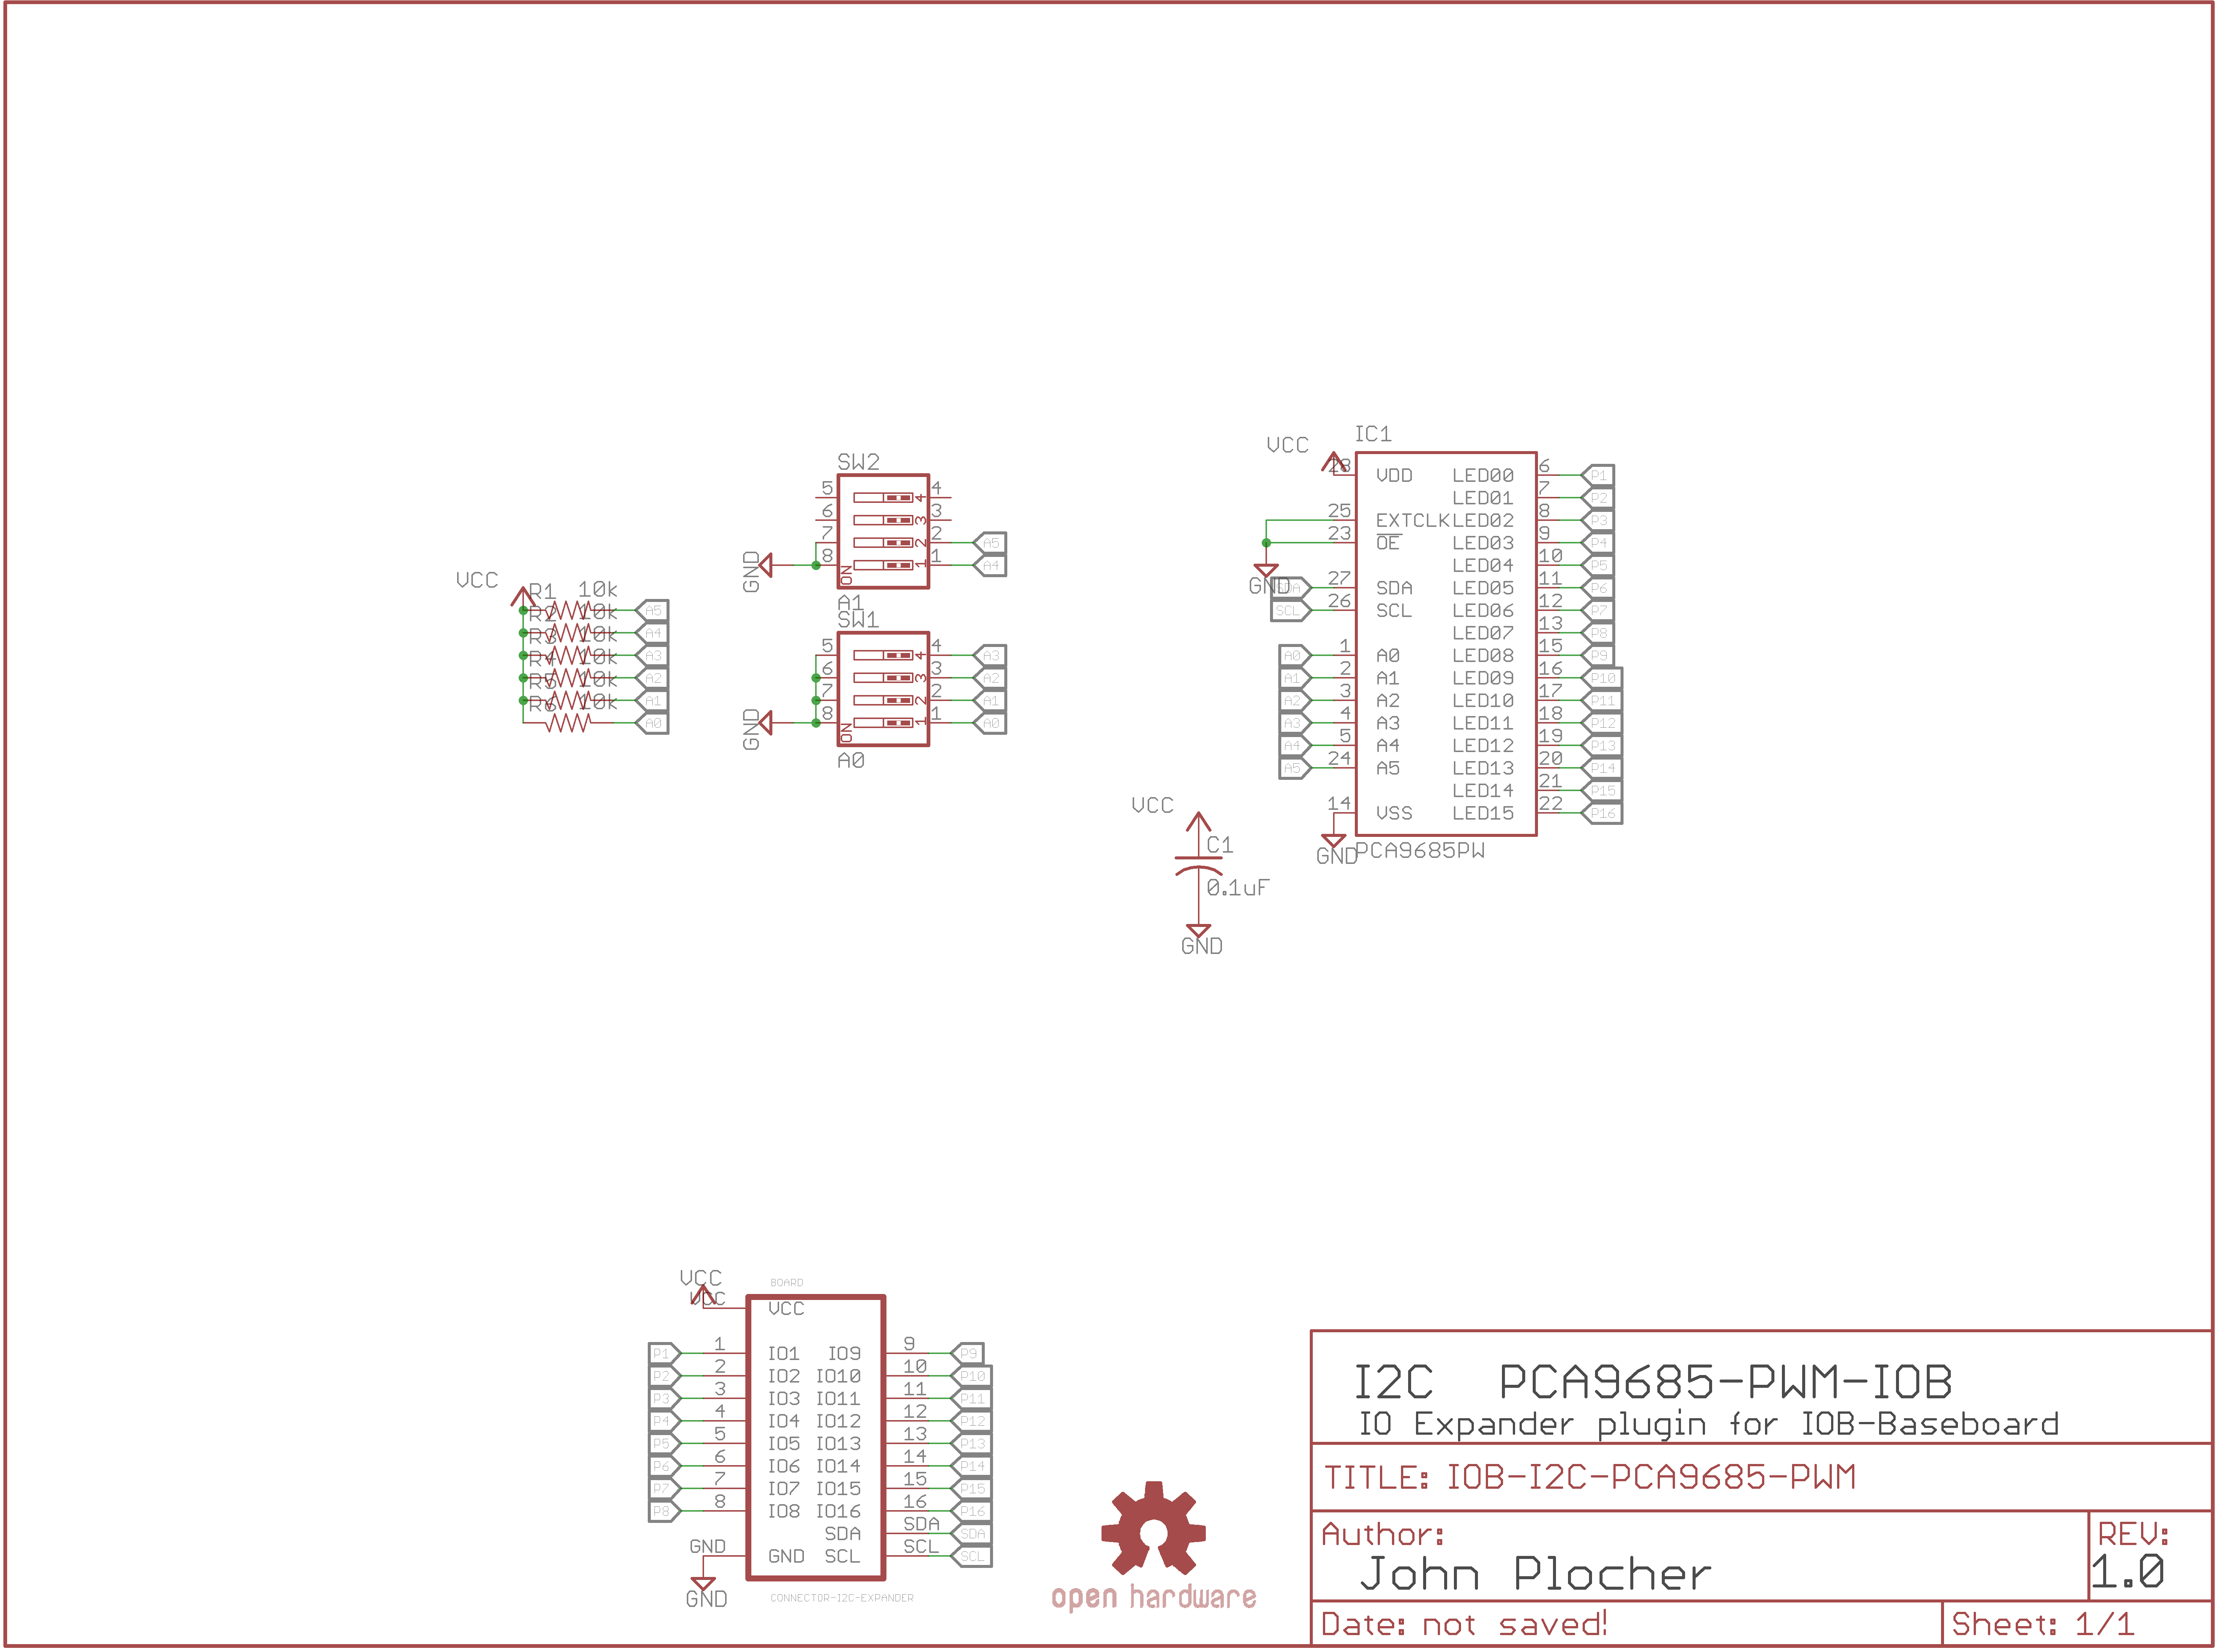 SW2
5 4
6 3
7 2 A5
8 1 A4
ON
4
3
2
1
GND
A1
VCC
R1 10k A5
R2 10k A4
R3 10k A3
R4 10k A2
R5 10k A1
R6 10k A0
SW1
5 4 A3
6 3 A2
7 2 A1
8 1 A0
ON
4
3
2
1
GND
A0
IC1
VCC
28 VDD LED00 6 P1
LED01 7 P2
25 EXTCLK LED02 8 P3
23 OE LED03 9 P4
GND
LED04 10 P5
SDA 27 SDA LED05 11 P6
SCL 26 SCL LED06 12 P7
LED07 13 P8
A0 1 A0 LED08 15 P9
A1 2 A1 LED09 16 P10
A2 3 A2 LED10 17 P11
A3 4 A3 LED11 18 P12
A4 5 A4 LED12 19 P13
A5 24 A5 LED13 20 P14
LED14 21 P15
14 VSS LED15 22 P16
GND
PCA9685PW
VCC
C1
0.1uF
GND
VCC
BOARD
VCC VCC
P1 1 IO1 IO9 9 P9
P2 2 IO2 IO10 10 P10
P3 3 IO3 IO11 11 P11
P4 4 IO4 IO12 12 P12
P5 5 IO5 IO13 13 P13
P6 6 IO6 IO14 14 P14
P7 7 IO7 IO15 15 P15
P8 8 IO8 IO16 16 P16
SDA SDA SDA
GND GND SCL SCL SCL
GND
CONNECTOR-I2C-EXPANDER
open hardware
I2C PCA9685-PWM-IOB
IO Expander plugin for IOB-Baseboard
TITLE: IOB-I2C-PCA9685-PWM
Author:
John Plocher
REV:
1.0
Date: not saved!
Sheet: 1/1